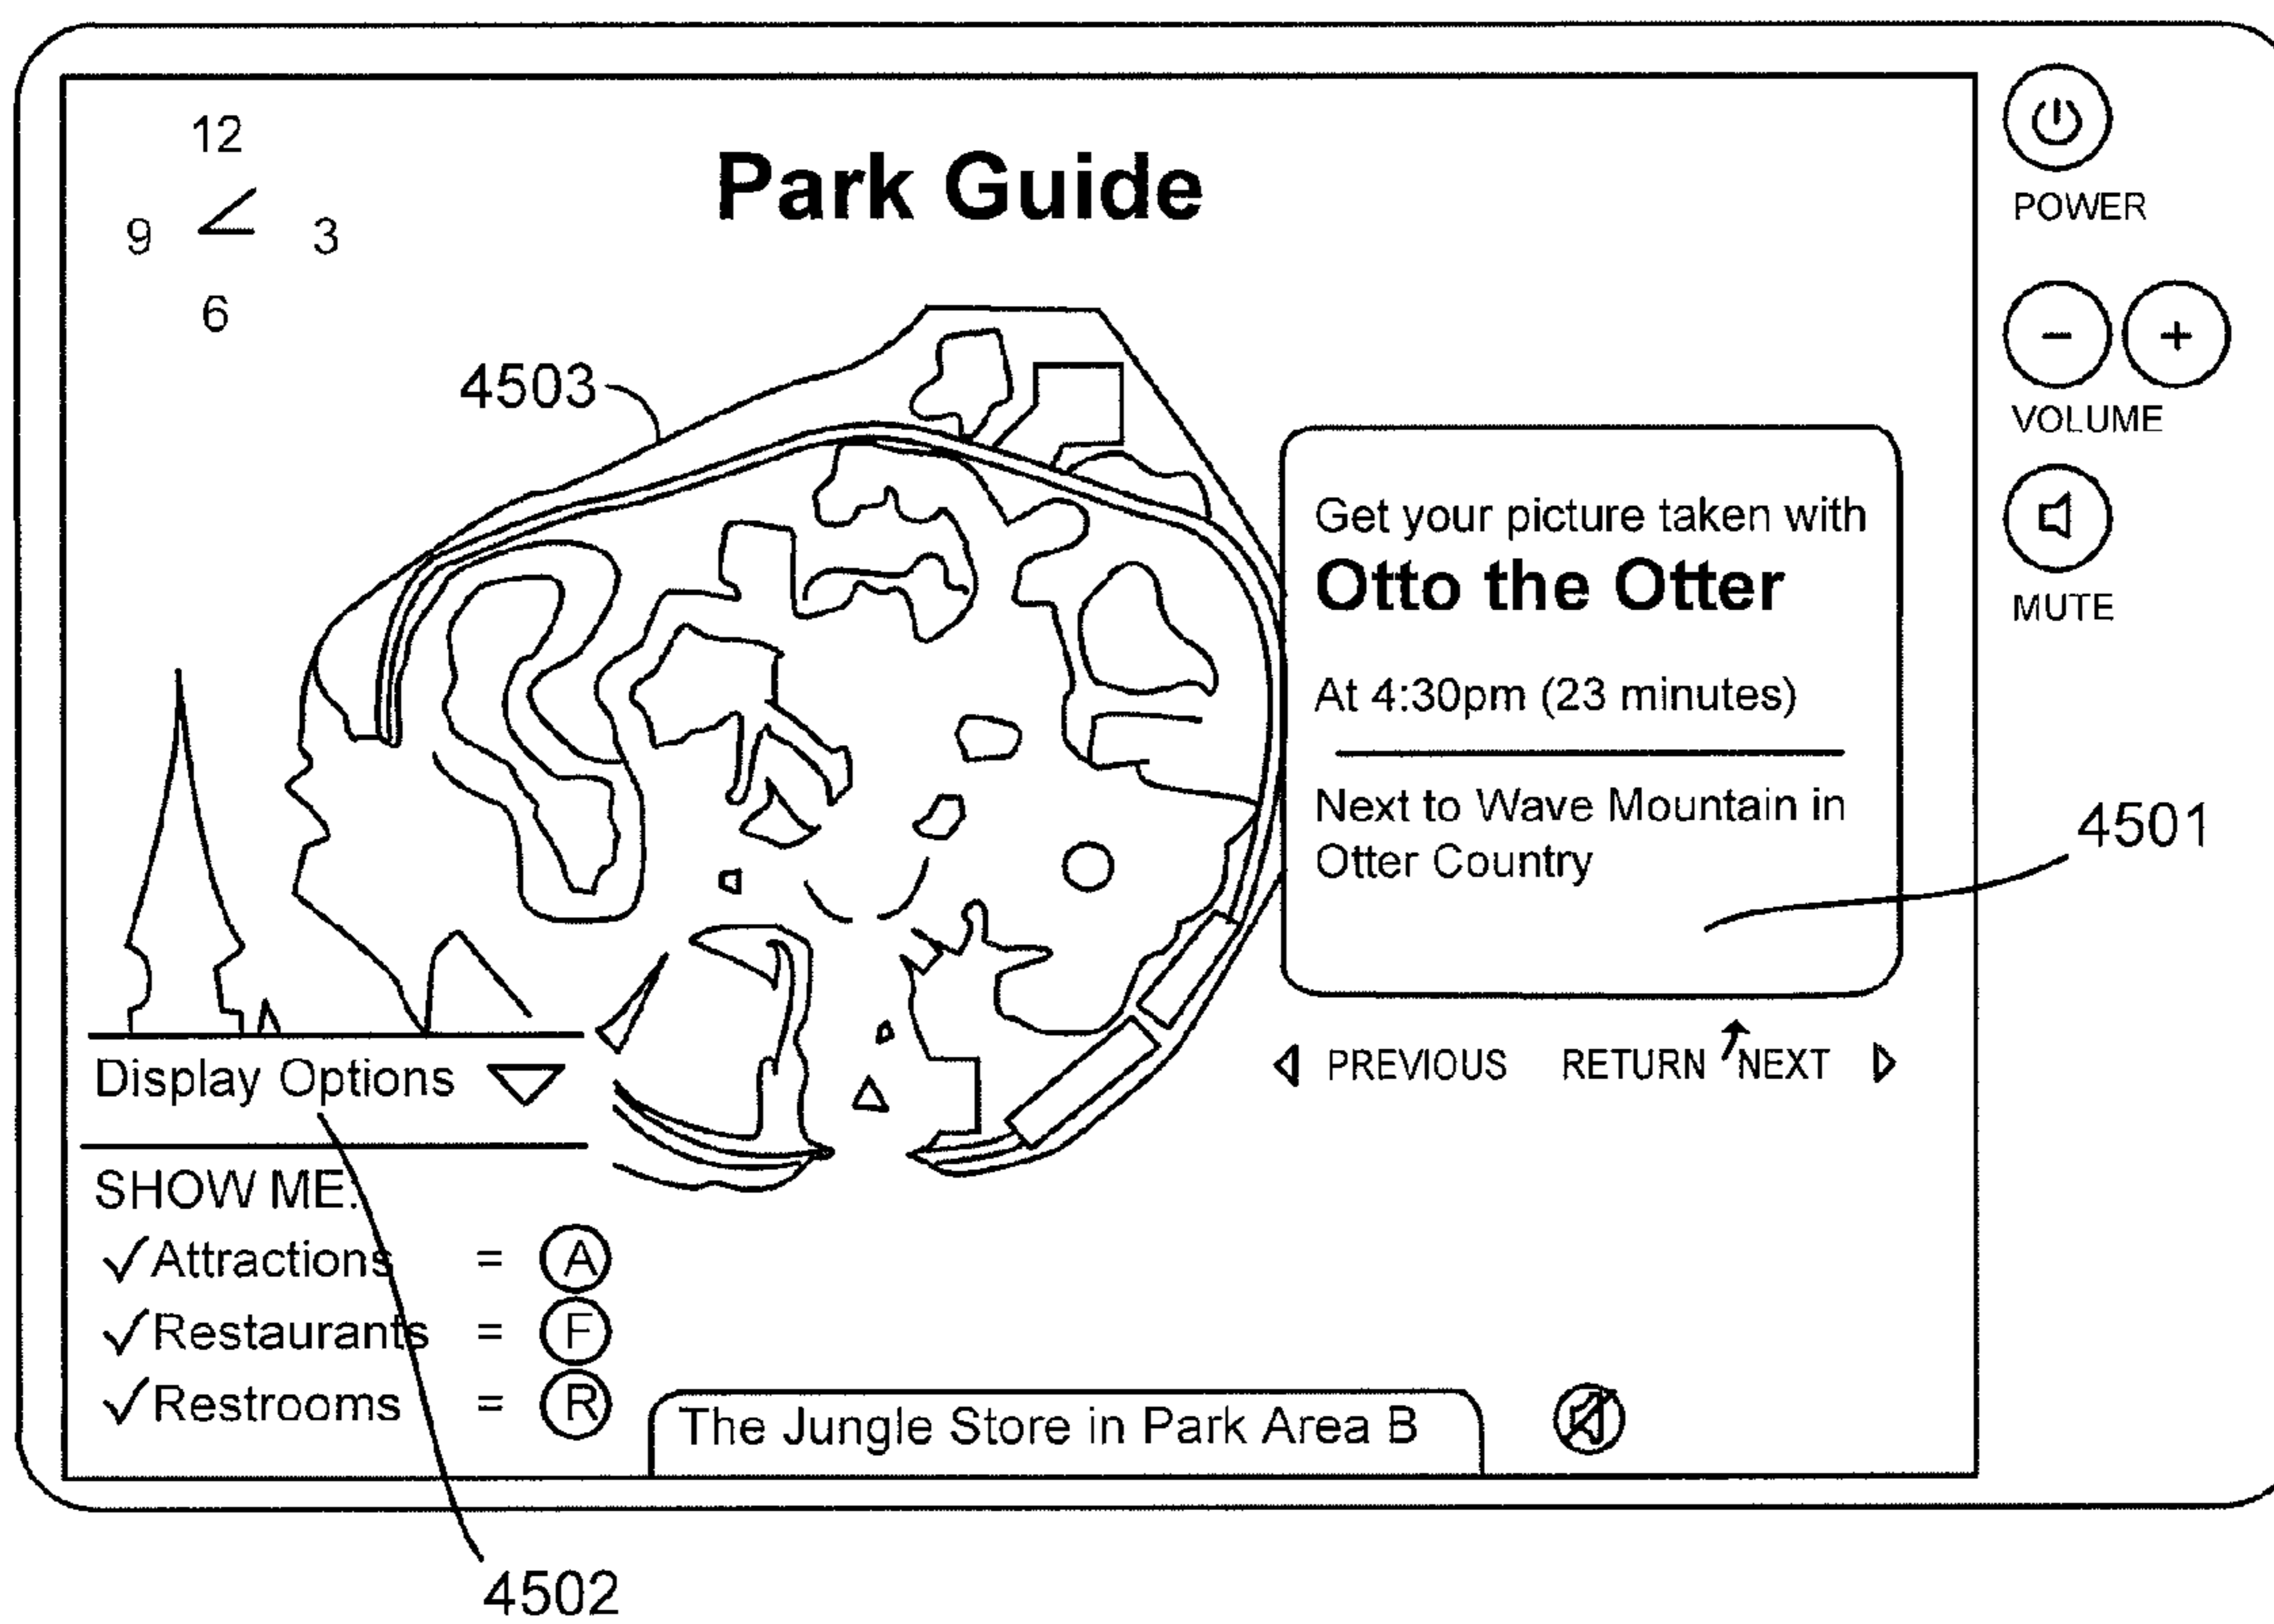 12
9 3
6
Park Guide
POWER
- +
VOLUME
MUTE
4503
Get your picture taken with
Otto the Otter
At 4:30pm (23 minutes)
Next to Wave Mountain in
Otter Country
4501
PREVIOUS RETURN NEXT
Display Options
SHOW ME:
✓Attractions = A
✓Restaurants = F
✓Restrooms = R
The Jungle Store in Park Area B
4502